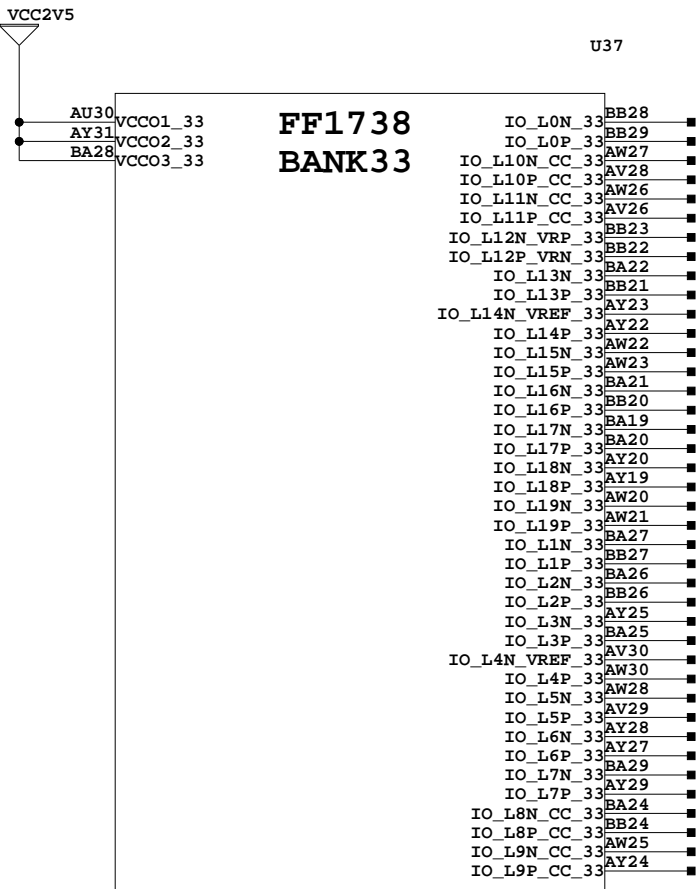 VCC2V5
U37
FF1738
BANK33
AU30 VCCO1_33
AY31 VCCO2_33
BA28 VCCO3_33
IO_L0N_33 BB28
IO_L0P_33 BB29
IO_L10N_CC_33 AW27
IO_L10P_CC_33 AV28
IO_L11N_CC_33 AW26
IO_L11P_CC_33 AV26
IO_L12N_VRP_33 BB23
IO_L12P_VRN_33 BB22
IO_L13N_33 BA22
IO_L13P_33 BB21
IO_L14N_VREF_33 AY23
IO_L14P_33 AY22
IO_L15N_33 AW22
IO_L15P_33 AW23
IO_L16N_33 BA21
IO_L16P_33 BB20
IO_L17N_33 BA19
IO_L17P_33 BA20
IO_L18N_33 AY20
IO_L18P_33 AY19
IO_L19N_33 AW20
IO_L19P_33 AW21
IO_L1N_33 BA27
IO_L1P_33 BB27
IO_L2N_33 BA26
IO_L2P_33 BB26
IO_L3N_33 AY25
IO_L3P_33 BA25
IO_L4N_VREF_33 AV30
IO_L4P_33 AW30
IO_L5N_33 AW28
IO_L5P_33 AV29
IO_L6N_33 AY28
IO_L6P_33 AY27
IO_L7N_33 BA29
IO_L7P_33 AY29
IO_L8N_CC_33 BA24
IO_L8P_CC_33 BB24
IO_L9N_CC_33 AW25
IO_L9P_CC_33 AY24